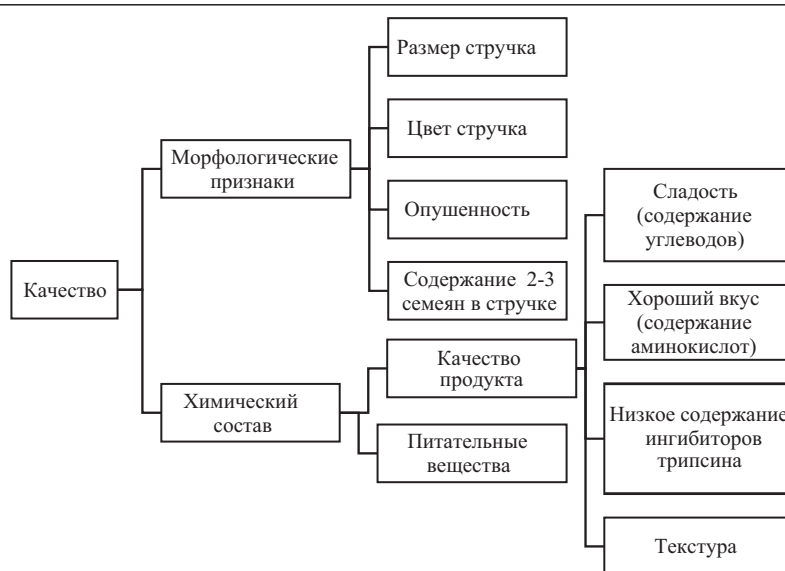 Качество
Морфологические
признаки
Размер стручка
Цвет стручка
Опушенность
Содержание 2-3
семеян в стручке
Химический
состав
Качество
продукта
Питательные
вещества
Сладость
(содержание
углеводов)
Хороший вкус
(содержание
аминокислот)
Низкое содержание
ингибиторов
трипсина
Текстура